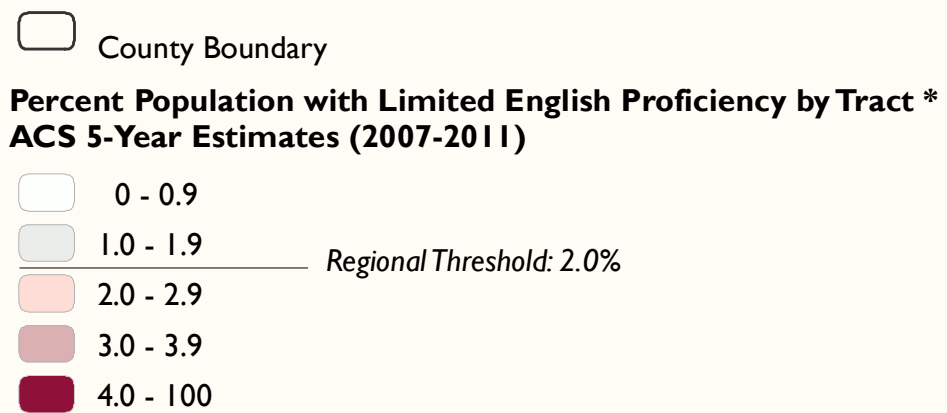 County Boundary
Percent Population with Limited English Proficiency by Tract *
ACS 5-Year Estimates (2007-2011)
0 - 0.9
1.0 - 1.9
Regional Threshold: 2.0%
2.0 - 2.9
3.0 - 3.9
4.0 - 100